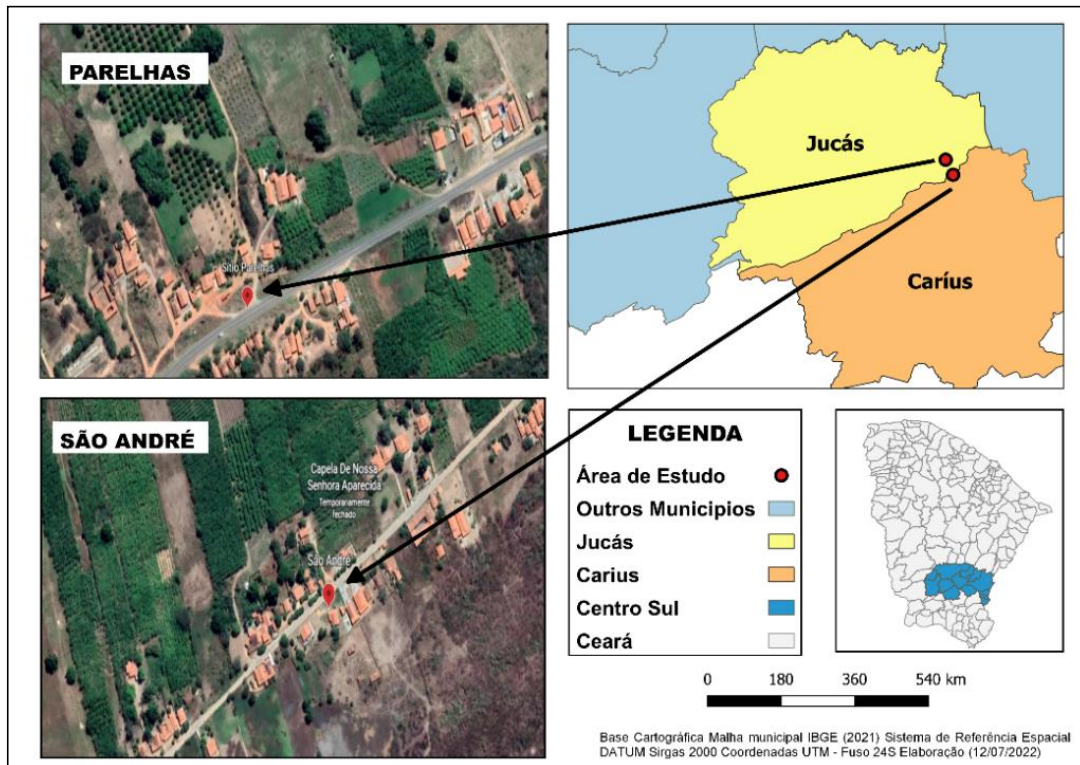 PARELHAS
Sítio Parelhas
Jucás
Caríus
SÃO ANDRÉ
Capela De Nossa
Senhora Aparecida
Temporariamente
fechado
São André
LEGENDA
Área de Estudo
Outros Municipios
Jucás
Carius
Centro Sul
Ceará
0 180 360 540 km
Base Cartográfica Malha municipal IBGE (2021) Sistema de Referência Espacial
DATUM Sirgas 2000 Coordenadas UTM - Fuso 24S Elaboração (12/07/2022)